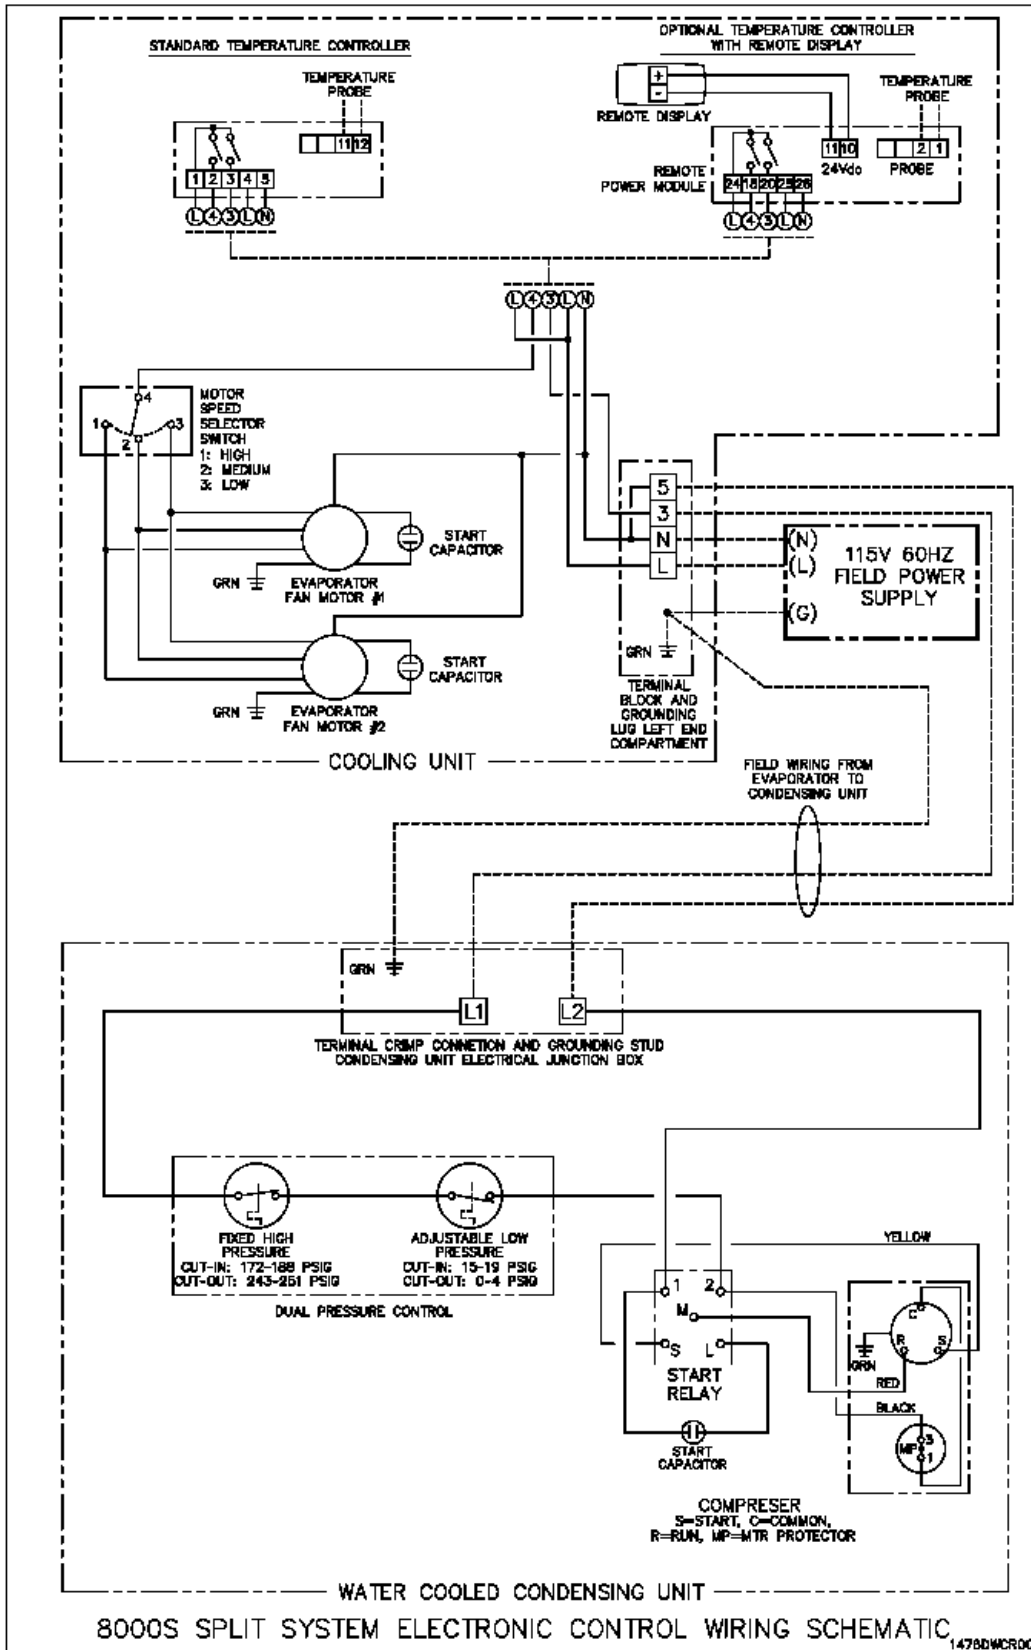 STANDARD TEMPERATURE CONTROLLER
OPTIONAL TEMPERATURE CONTROLLER
WITH REMOTE DISPLAY
TEMPERATURE
PROBE
11 12
1 2 3 4 5
L 4 3 L N
+
-
REMOTE DISPLAY
TEMPERATURE
PROBE
REMOTE
POWER MODULE
11 10
24Vdc
2 1
PROBE
24 18 20 25 26
L 4 3 L N
L 4 3 L N
4
1
2
3
MOTOR
SPEED
SELECTOR
SWITCH
1: HIGH
2: MEDIUM
3: LOW
START
CAPACITOR
GRN
EVAPORATOR
FAN MOTOR #1
START
CAPACITOR
GRN
EVAPORATOR
FAN MOTOR #2
5
3
N
L
GRN
TERMINAL
BLOCK AND
GROUNDING
LUG LEFT END
COMPARTMENT
(N)
(L)
(G)
115V 60HZ
FIELD POWER
SUPPLY
COOLING UNIT
FIELD WIRING FROM
EVAPORATOR TO
CONDENSING UNIT
GRN
L1
L2
TERMINAL CRIMP CONNETION AND GROUNDING STUD
CONDENSING UNIT ELECTRICAL JUNCTION BOX
FIXED HIGH
PRESSURE
CUT-IN: 172-188 PSIG
CUT-OUT: 243-251 PSIG
ADJUSTABLE LOW
PRESSURE
CUT-IN: 15-19 PSIG
CUT-OUT: 0-4 PSIG
DUAL PRESSURE CONTROL
1
2
M
S
L
START
RELAY
START
CAPACITOR
YELLOW
C
R
S
GRN
RED
BLACK
MP
3
1
COMPRESER
S=START, C=COMMON,
R=RUN, MP=MTR PROTECTOR
WATER COOLED CONDENSING UNIT
8000S SPLIT SYSTEM ELECTRONIC CONTROL WIRING SCHEMATIC